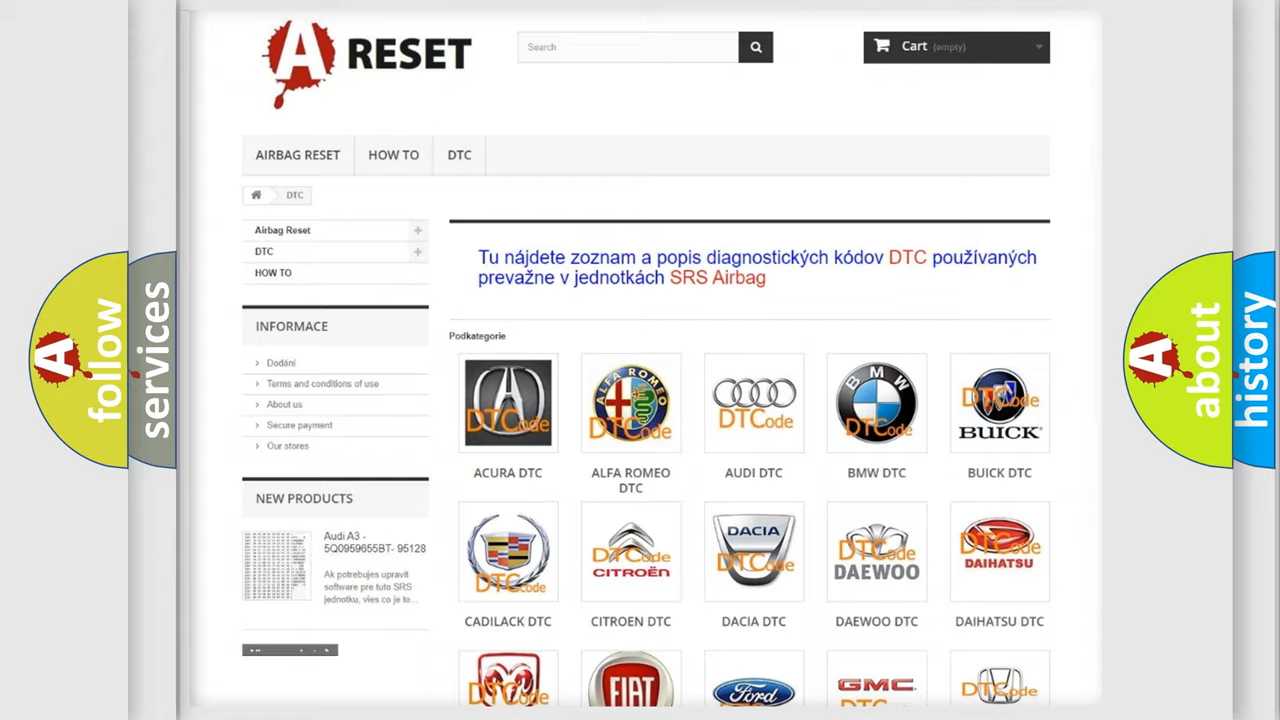 A RESET
Search
Cart (empty)
AIRBAG RESET
HOW TO
DTC
DTC
Airbag Reset
DTC
HOW TO
INFORMACE
Dodání
Terms and conditions of use
About us
Secure payment
Our stores
NEW PRODUCTS
Audi A3 -
5Q0959655BT- 95128
Ak potrebujes upravit
software pre tuto SRS
jednotku, vies co je to...
Tu nájdete zoznam a popis diagnostických kódov DTC používaných
prevažne v jednotkách SRS Airbag
Podkategorie
DTCode
ALFA ROMEO
DTCode
DTCode
BMW
DTCode
DTCode
BUICK
ACURA DTC
ALFA ROMEO
DTC
AUDI DTC
BMW DTC
BUICK DTC
DTCode
DTCode
CITROËN
DACIA
DTCode
DTCode
DAEWOO
DTCode
DAIHATSU
CADILACK DTC
CITROEN DTC
DACIA DTC
DAEWOO DTC
DAIHATSU DTC
DTCode
FIAT
Ford
GMC
DTCode
A follow
services
A about
history